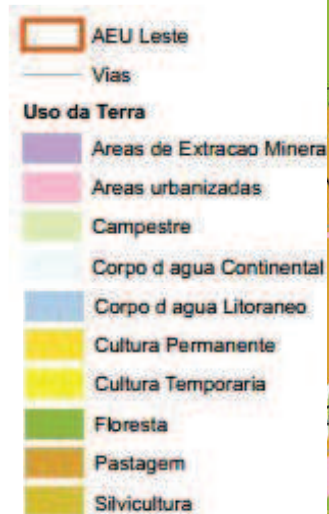 AEU Leste
Vias
Uso da Terra
Areas de Extracao Minera
Areas urbanizadas
Campestre
Corpo d agua Continental
Corpo d agua Litoraneo
Cultura Permanente
Cultura Temporaria
Floresta
Pastagem
Silvicultura